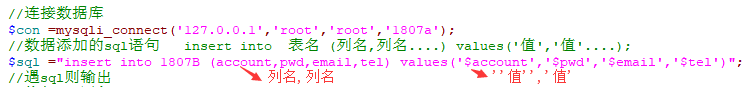 //连接数据库
$con =mysqli_connect('127.0.0.1','root','root','1807a');
//数据添加的sql语句   insert into  表名 (列名,列名....) values('值','值'....);
$sql ="insert into 1807B (account,pwd,email,tel) values('$account','$pwd','$email','$tel')";
//遇sql则输出
列名,列名
''值'','值'